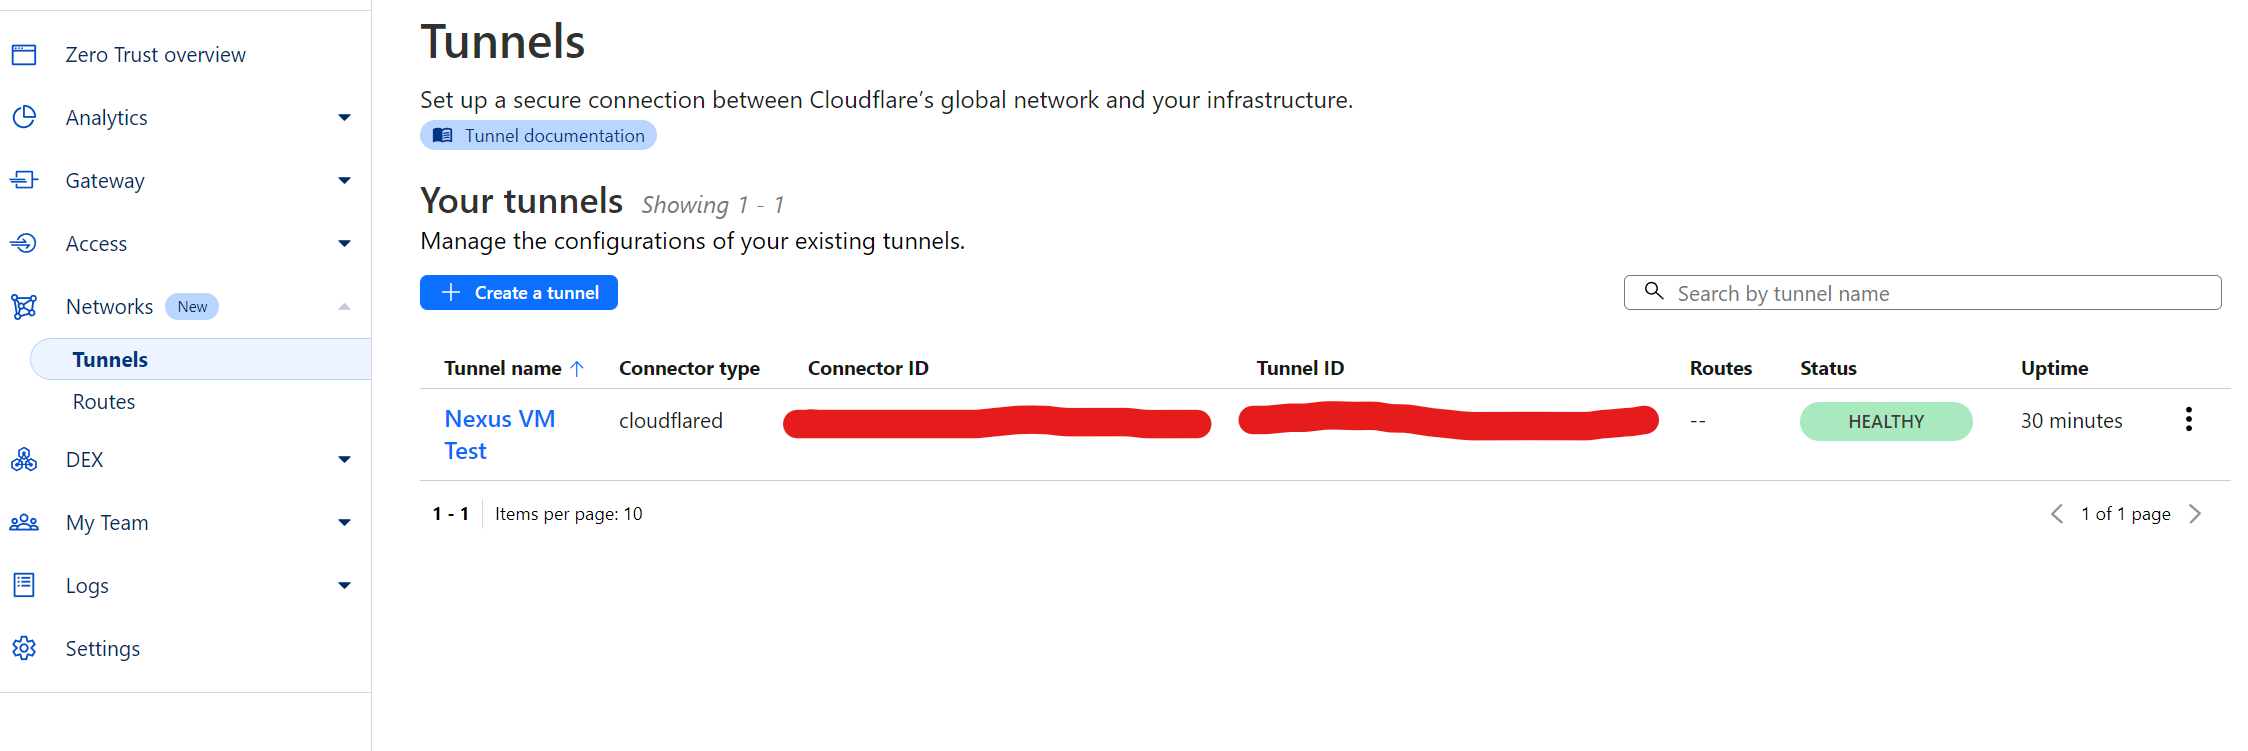 Zero Trust overview
Analytics
Gateway
Access
Networks New
Tunnels
Routes
DEX
My Team
Logs
Settings
Tunnels
Set up a secure connection between Cloudflare’s global network and your infrastructure.
Tunnel documentation
Your tunnels Showing 1 - 1
Manage the configurations of your existing tunnels.
Create a tunnel
Search by tunnel name
Tunnel name Connector type Connector ID Tunnel ID Routes Status Uptime
Nexus VM cloudflared -- HEALTHY 30 minutes
Test
1 - 1 Items per page: 10 1 of 1 page